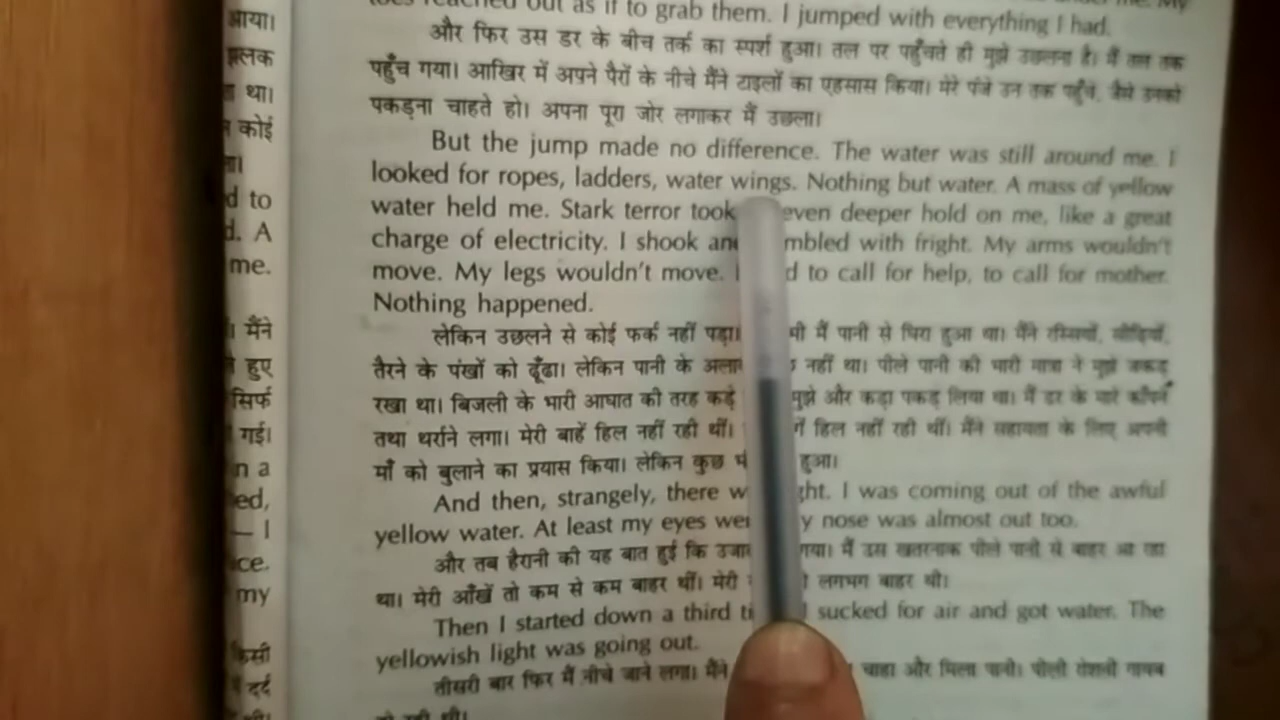 आया।
झलक
था।
कोई
d to
d. A
me.
मैंने
हुए
सिर्फ
गई।
n a
ed,
— I
ice.
my
किसी
दर्द
reached out as if to grab them. I jumped with everything I had.
और फिर उस डर के बीच तर्क का स्पर्श हुआ। तल पर पहुँचते ही मुझे उछलना है। मैं तल तक
पहुँच गया। आखिर में अपने पैरों के नीचे मैंने टाइलों का एहसास किया। मेरे पंजे उन तक पहुँचे, जैसे उनको
पकड़ना चाहते हो। अपना पूरा जोर लगाकर मैं उछला।
But the jump made no difference. The water was still around me. I
looked for ropes, ladders, water wings. Nothing but water. A mass of yellow
water held me. Stark terror took even deeper hold on me, like a great
charge of electricity. I shook an mbled with fright. My arms wouldn't
move. My legs wouldn't move. d to call for help, to call for mother.
Nothing happened.
लेकिन उछलने से कोई फर्क नहीं पड़ा। भी मैं पानी से घिरा हुआ था। मैंने रस्सियों, सीढ़ियों,
तैरने के पंखों को ढूँढा। लेकिन पानी के अला नहीं था। पीले पानी की भारी मात्रा ने मुझे जकड़
रखा था। बिजली के भारी आघात की तरह कड़े मुझे और कड़ा पकड़ लिया था। मैं डर के मारे काँपने
तथा थर्राने लगा। मेरी बाहें हिल नहीं रही थीं। हिल नहीं रही थीं। मैंने सहायता के लिए अपनी
माँ को बुलाने का प्रयास किया। लेकिन कुछ हुआ।
And then, strangely, there w ght. I was coming out of the awful
yellow water. At least my eyes we y nose was almost out too.
और तब हैरानी की यह बात हुई कि उजा गया। मैं उस खतरनाक पीले पानी से बाहर आ रहा
था। मेरी आँखें तो कम से कम बाहर थीं। मेरी लगभग बाहर थी।
Then I started down a third ti sucked for air and got water. The
yellowish light was going out.
तीसरी बार फिर मैं नीचे जाने लगा। मैंने चाहा और मिला पानी। पीली रोशनी गायब